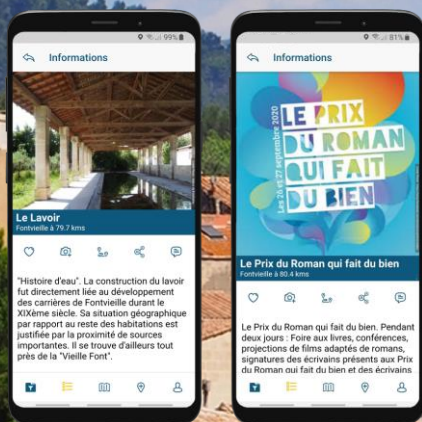 99%
Informations
Le Lavoir
Fontvieille à 79.7 kms
"Histoire d'eau". La construction du lavoir
fut directement liée au développement
des carrières de Fontvieille durant le
XIXème siècle. Sa situation géographique
par rapport au reste des habitations est
justifiée par la proximité de sources
importantes. Il se trouve d'ailleurs tout
près de la "Vieille Font".
81%
Informations
Les 26 et 27 septembre 2020
LE PRIX
DU ROMAN
QUI FAIT
DU BIEN
Le Prix du Roman qui fait du bien
Fontvieille à 80.4 kms
Le Prix du Roman qui fait du bien. Pendant
deux jours : Foire aux livres, conférences,
projections de films adaptés de romans,
signatures des écrivains présents aux Prix
du Roman qui fait du bien et des écrivains